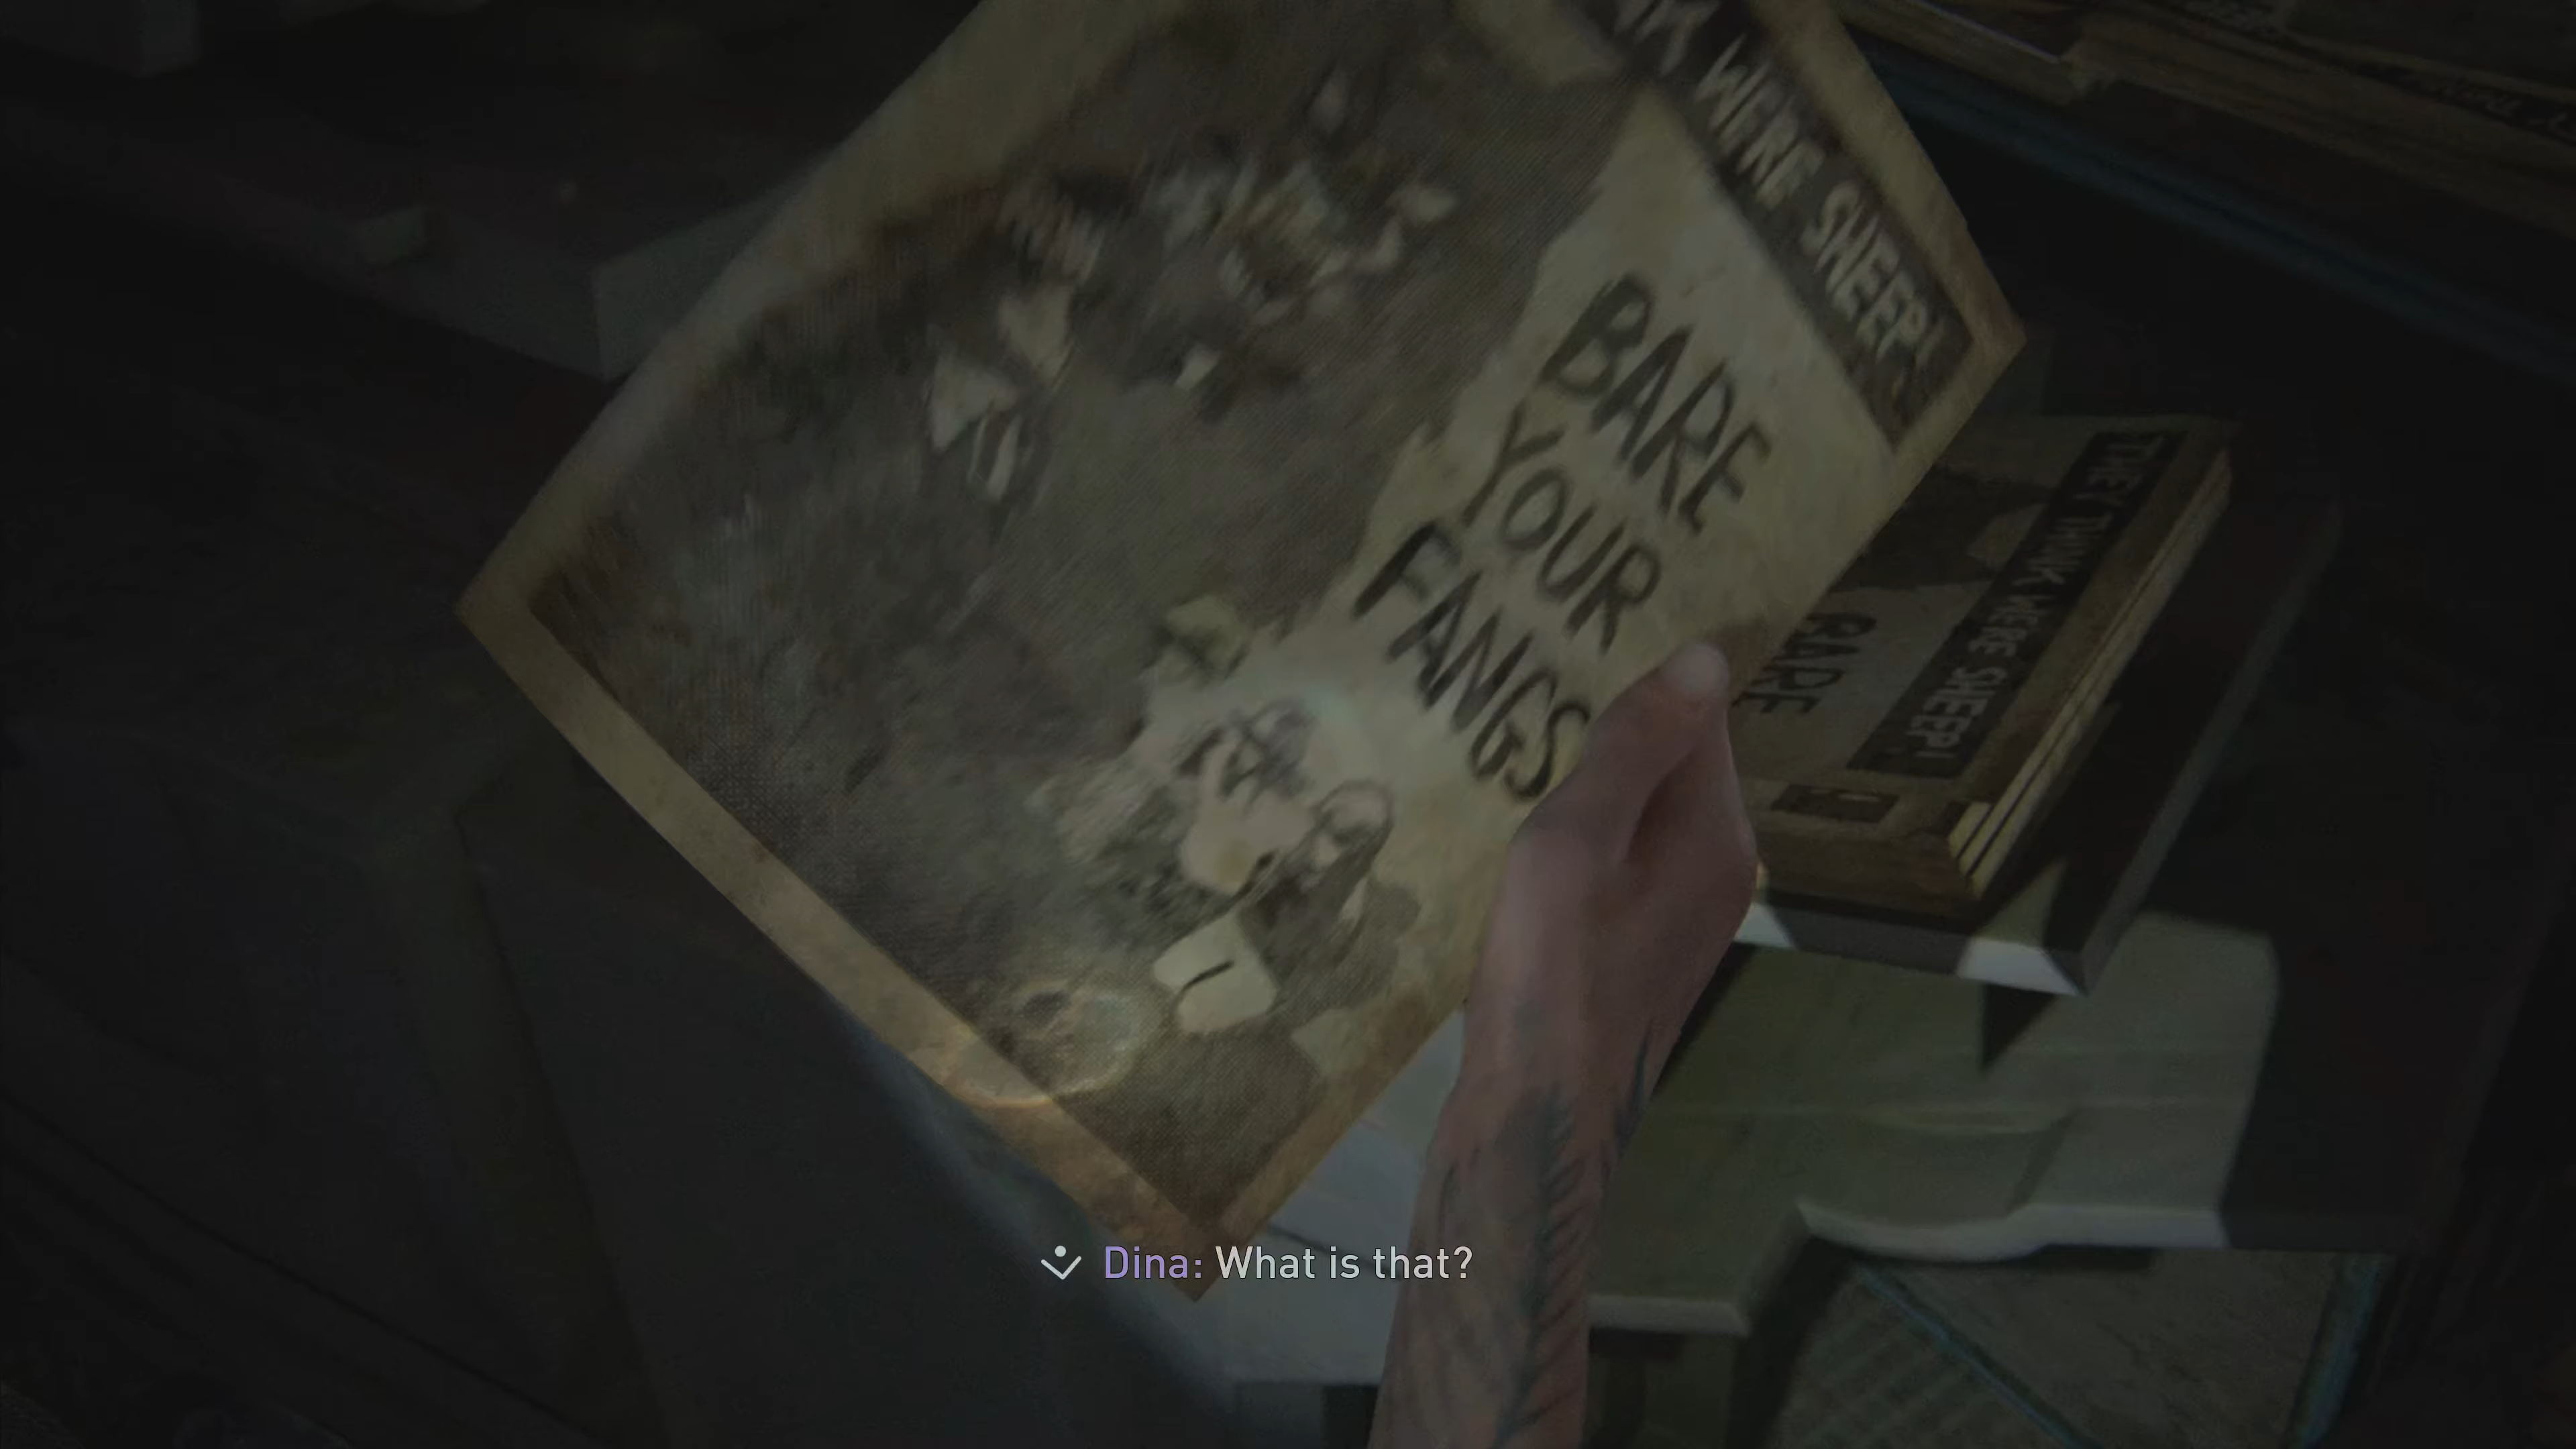 WE'RE SHEEP!
BARE
YOUR
FANGS
THEY THINK WE'RE SHEEP!
BARE
Dina: What is that?